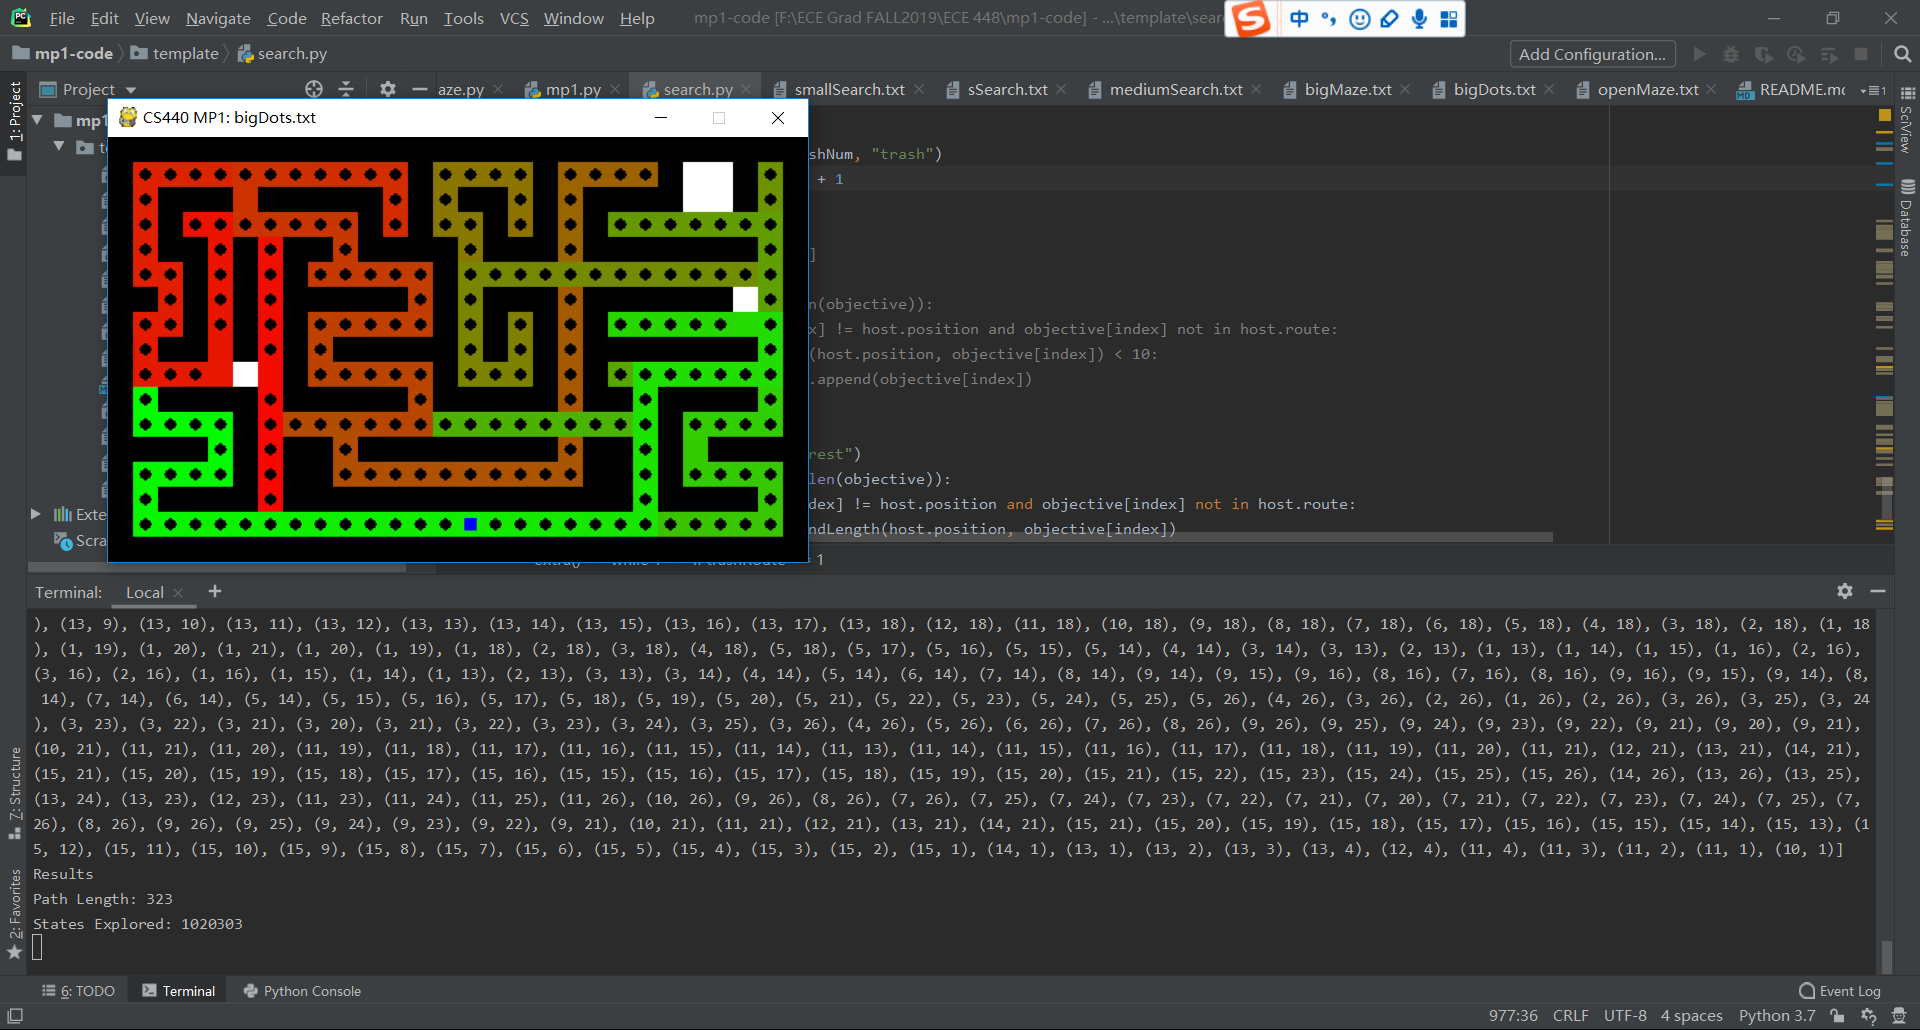 File Edit View Navigate Code Refactor Run Tools VCS Window Help mp1-code [F:\ECE Grad FALL2019\ECE 448\mp1-code] - ...\template\sear
中
mp1-code template search.py Add Configuration...
1: Project
Project aze.py mp1.py search.py smallSearch.txt sSearch.txt mediumSearch.txt bigMaze.txt bigDots.txt openMaze.txt README.mc
SciView
Database
mp1
CS440 MP1: bigDots.txt
shNum, "trash")
+ 1
]
n(objective)):
x] != host.position and objective[index] not in host.route:
(host.position, objective[index]) < 10:
.append(objective[index])
rest")
len(objective)):
dex] != host.position and objective[index] not in host.route:
ndLength(host.position, objective[index])
Exte
Scra
1
Terminal: Local +
), (13, 9), (13, 10), (13, 11), (13, 12), (13, 13), (13, 14), (13, 15), (13, 16), (13, 17), (13, 18), (12, 18), (11, 18), (10, 18), (9, 18), (8, 18), (7, 18), (6, 18), (5, 18), (4, 18), (3, 18), (2, 18), (1, 18
), (1, 19), (1, 20), (1, 21), (1, 20), (1, 19), (1, 18), (2, 18), (3, 18), (4, 18), (5, 18), (5, 17), (5, 16), (5, 15), (5, 14), (4, 14), (3, 14), (3, 13), (2, 13), (1, 13), (1, 14), (1, 15), (1, 16), (2, 16),
(3, 16), (2, 16), (1, 16), (1, 15), (1, 14), (1, 13), (2, 13), (3, 13), (3, 14), (4, 14), (5, 14), (6, 14), (7, 14), (8, 14), (9, 14), (9, 15), (9, 16), (8, 16), (7, 16), (8, 16), (9, 16), (9, 15), (9, 14), (8,
14), (7, 14), (6, 14), (5, 14), (5, 15), (5, 16), (5, 17), (5, 18), (5, 19), (5, 20), (5, 21), (5, 22), (5, 23), (5, 24), (5, 25), (5, 26), (4, 26), (3, 26), (2, 26), (1, 26), (2, 26), (3, 26), (3, 25), (3, 24
), (3, 23), (3, 22), (3, 21), (3, 20), (3, 21), (3, 22), (3, 23), (3, 24), (3, 25), (3, 26), (4, 26), (5, 26), (6, 26), (7, 26), (8, 26), (9, 26), (9, 25), (9, 24), (9, 23), (9, 22), (9, 21), (9, 20), (9, 21),
(10, 21), (11, 21), (11, 20), (11, 19), (11, 18), (11, 17), (11, 16), (11, 15), (11, 14), (11, 13), (11, 14), (11, 15), (11, 16), (11, 17), (11, 18), (11, 19), (11, 20), (11, 21), (12, 21), (13, 21), (14, 21),
(15, 21), (15, 20), (15, 19), (15, 18), (15, 17), (15, 16), (15, 15), (15, 16), (15, 17), (15, 18), (15, 19), (15, 20), (15, 21), (15, 22), (15, 23), (15, 24), (15, 25), (15, 26), (14, 26), (13, 26), (13, 25),
(13, 24), (13, 23), (12, 23), (11, 23), (11, 24), (11, 25), (11, 26), (10, 26), (9, 26), (8, 26), (7, 26), (7, 25), (7, 24), (7, 23), (7, 22), (7, 21), (7, 20), (7, 21), (7, 22), (7, 23), (7, 24), (7, 25), (7,
26), (8, 26), (9, 26), (9, 25), (9, 24), (9, 23), (9, 22), (9, 21), (10, 21), (11, 21), (12, 21), (13, 21), (14, 21), (15, 21), (15, 20), (15, 19), (15, 18), (15, 17), (15, 16), (15, 15), (15, 14), (15, 13), (1
5, 12), (15, 11), (15, 10), (15, 9), (15, 8), (15, 7), (15, 6), (15, 5), (15, 4), (15, 3), (15, 2), (15, 1), (14, 1), (13, 1), (13, 2), (13, 3), (13, 4), (12, 4), (11, 4), (11, 3), (11, 2), (11, 1), (10, 1)]
Results
Path Length: 323
States Explored: 1020303
7: Structure
2: Favorites
6: TODO Terminal Python Console Event Log
977:36 CRLF UTF-8 4 spaces Python 3.7